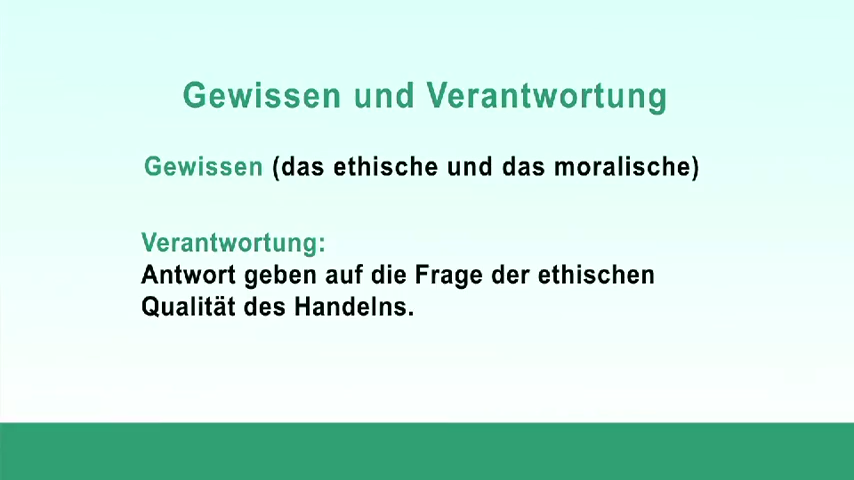 Gewissen und Verantwortung
Gewissen (das ethische und das moralische)
Verantwortung:
Antwort geben auf die Frage der ethischen
Qualität des Handelns.